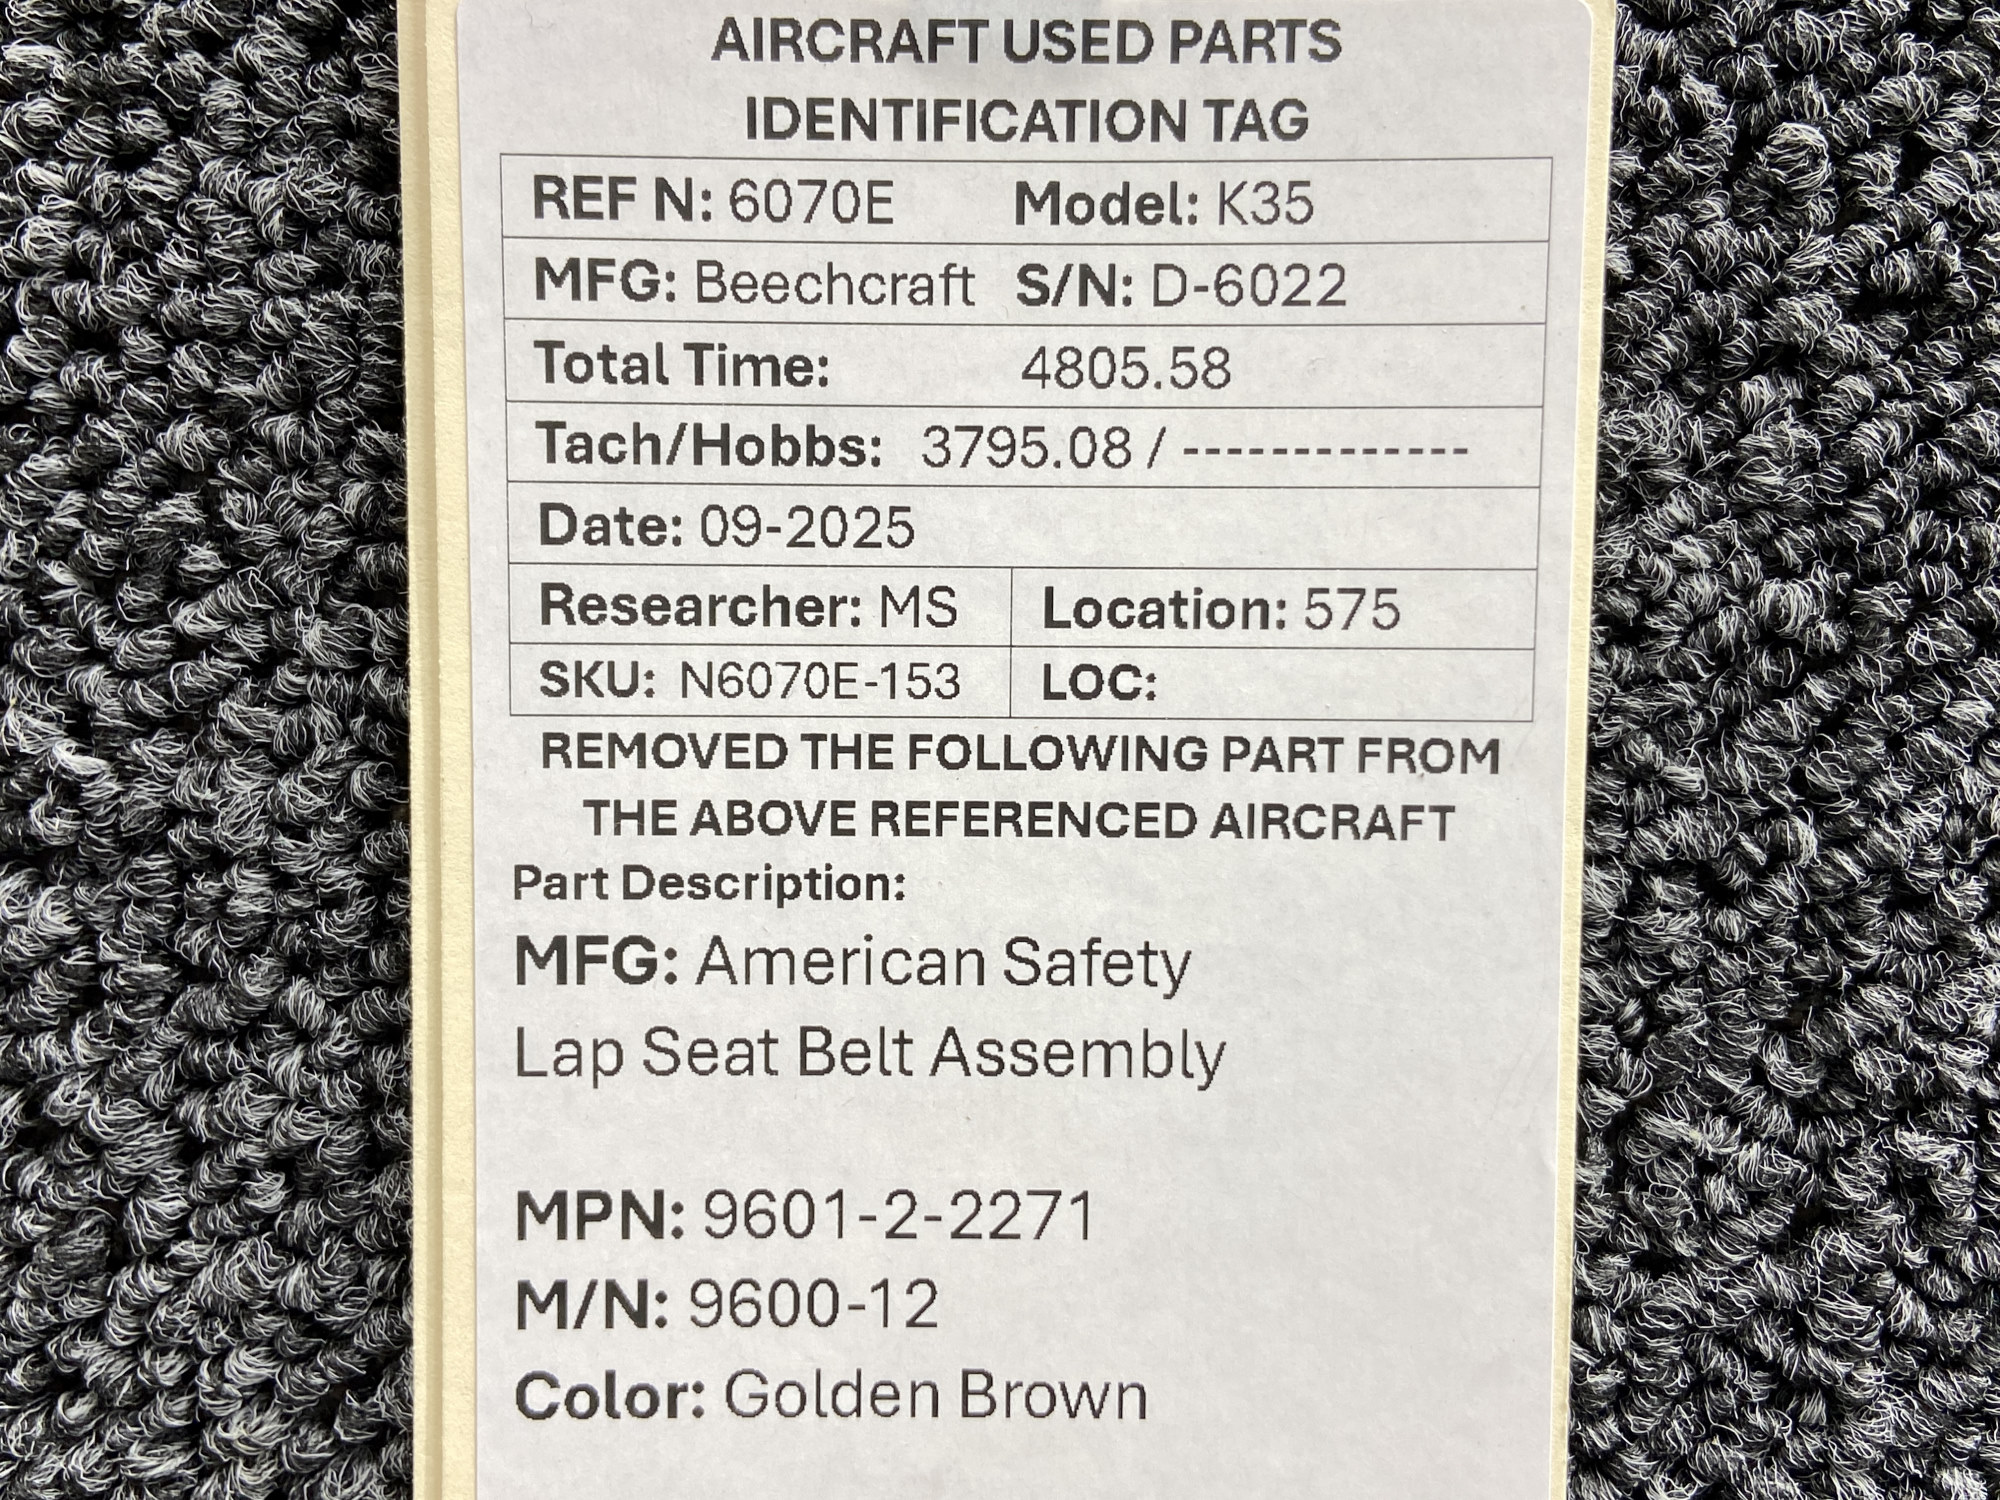 AIRCRAFT USED PARTS
IDENTIFICATION TAG
REF N: 6070E Model: K35
MFG: Beechcraft S/N: D-6022
Total Time: 4805.58
Tach/Hobbs: 3795.08 / -------------
Date: 09-2025
Researcher: MS Location: 575
SKU: N6070E-153 LOC:
REMOVED THE FOLLOWING PART FROM
THE ABOVE REFERENCED AIRCRAFT
Part Description:
MFG: American Safety
Lap Seat Belt Assembly
MPN: 9601-2-2271
M/N: 9600-12
Color: Golden Brown